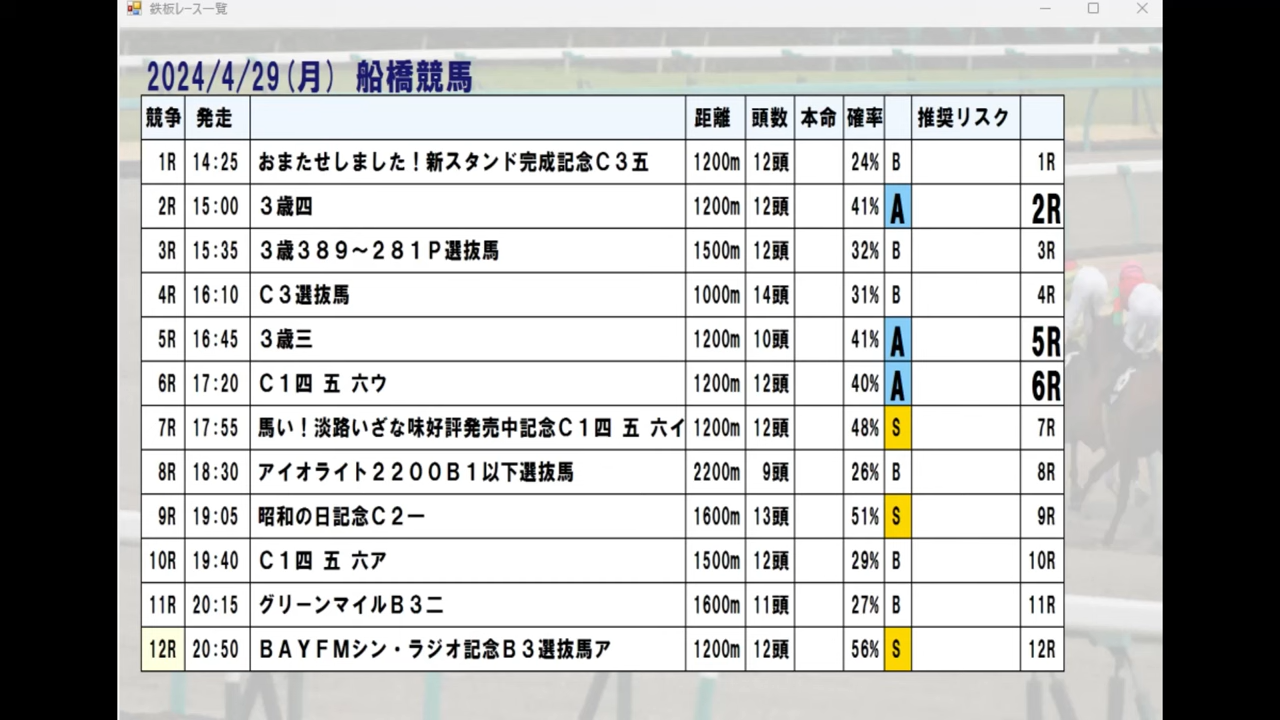 鉄板レース一覧
2024/4/29(月) 船橋競馬
競争 発走 距離 頭数 本命 確率 推奨リスク
1R 14:25 おまたせしました！新スタンド完成記念Ｃ３五 1200m 12頭 24% B 1R
2R 15:00 ３歳四 1200m 12頭 41% A 2R
3R 15:35 ３歳３８９～２８１Ｐ選抜馬 1500m 12頭 32% B 3R
4R 16:10 Ｃ３選抜馬 1000m 14頭 31% B 4R
5R 16:45 ３歳三 1200m 10頭 41% A 5R
6R 17:20 Ｃ１四 五 六ウ 1200m 12頭 40% A 6R
7R 17:55 馬い！淡路いざな味好評発売中記念Ｃ１四 五 六イ 1200m 12頭 48% S 7R
8R 18:30 アイオライト２２００Ｂ１以下選抜馬 2200m 9頭 26% B 8R
9R 19:05 昭和の日記念Ｃ２一 1600m 13頭 51% S 9R
10R 19:40 Ｃ１四 五 六ア 1500m 12頭 29% B 10R
11R 20:15 グリーンマイルＢ３二 1600m 11頭 27% B 11R
12R 20:50 ＢＡＹＦＭシン・ラジオ記念Ｂ３選抜馬ア 1200m 12頭 56% S 12R